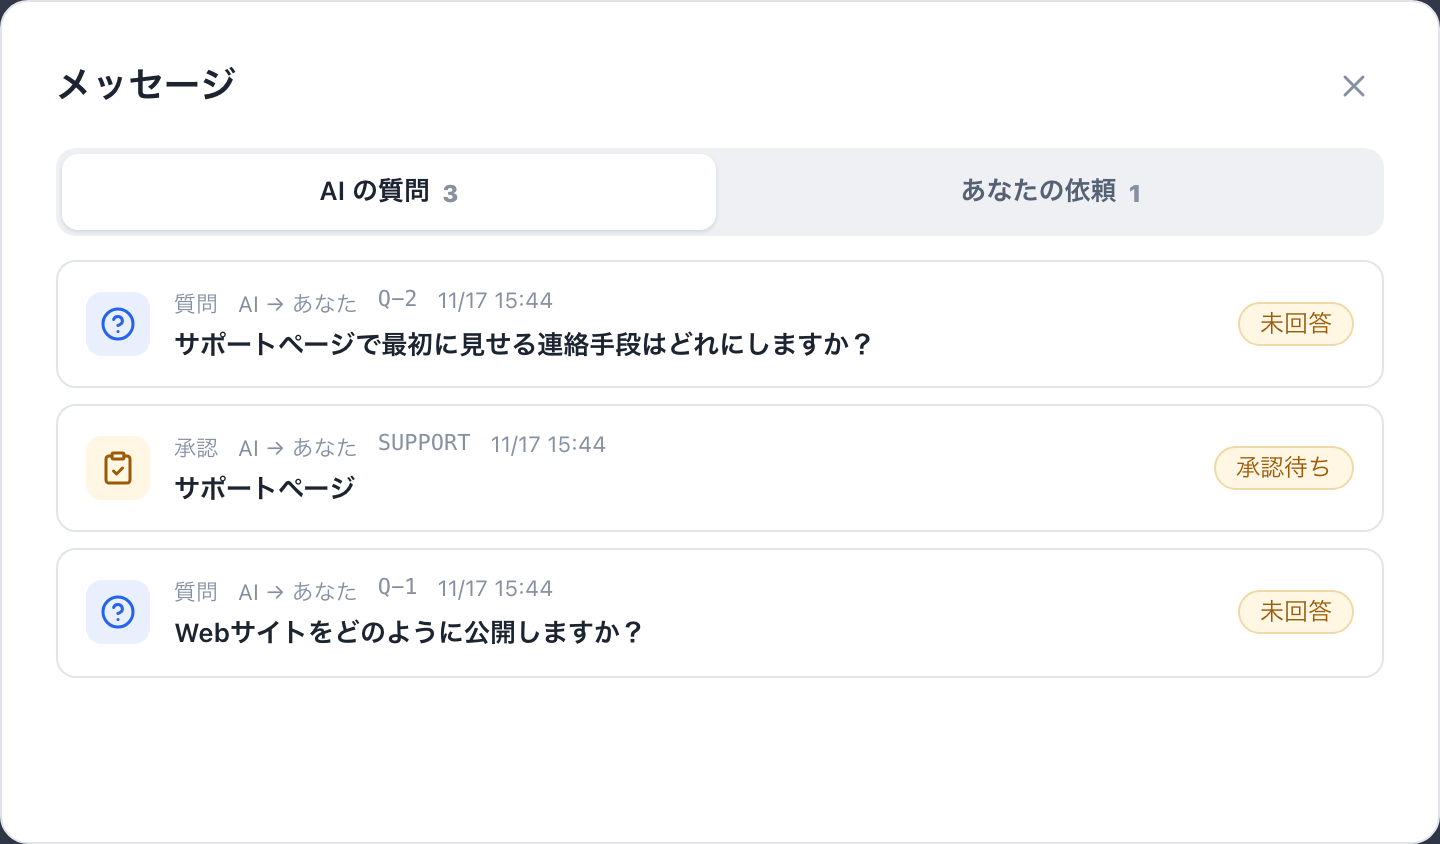 メッセージ
AI の質問 3
あなたの依頼 1
質問 AI → あなた Q−2 11/17 15:44
サポートページで最初に見せる連絡手段はどれにしますか？
未回答
承認 AI → あなた SUPPORT 11/17 15:44
サポートページ
承認待ち
質問 AI → あなた Q−1 11/17 15:44
Webサイトをどのように公開しますか？
未回答